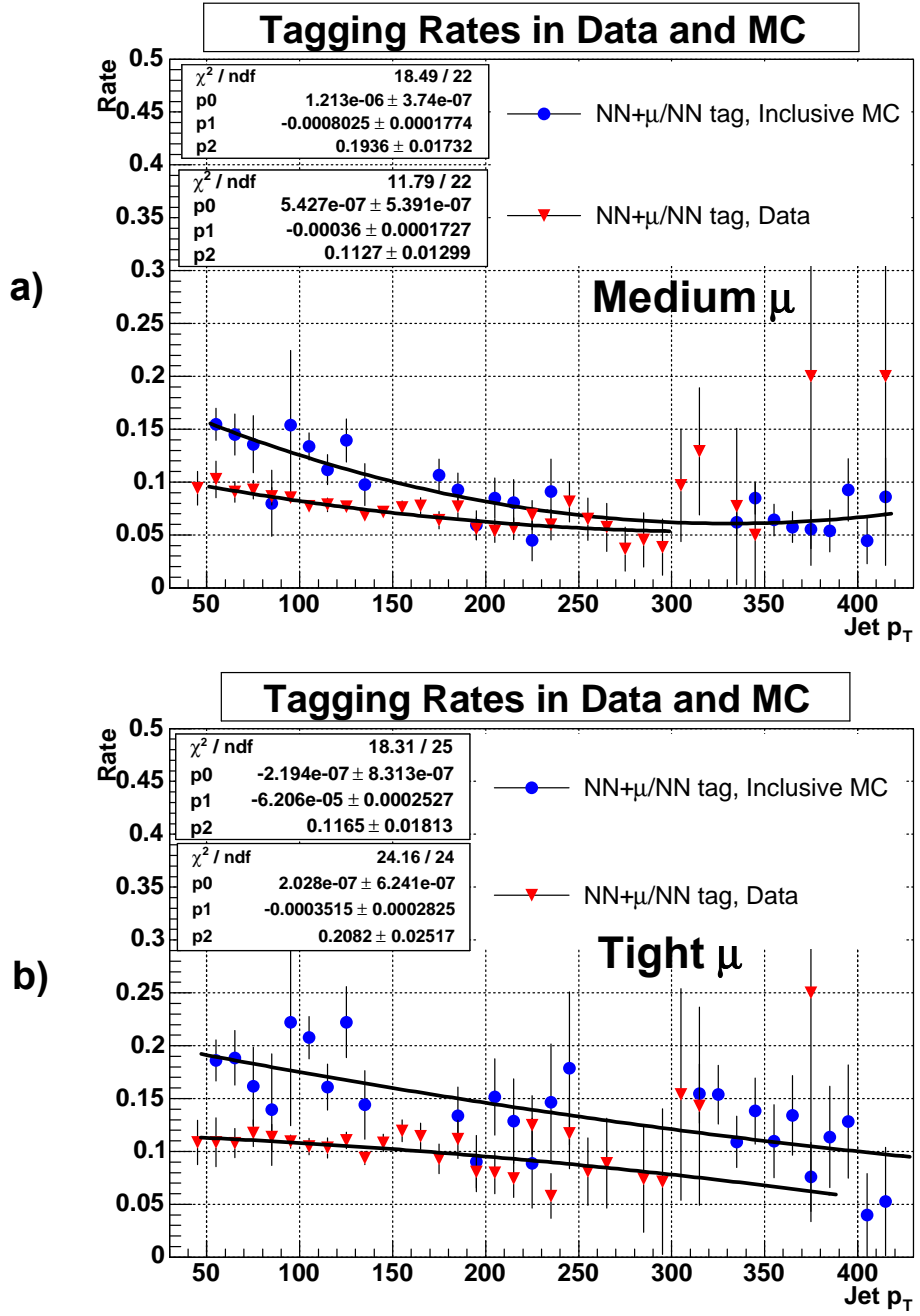 Tagging Rates in Data and MC
Rate
χ² / ndf 18.49 / 22
p0 1.213e-06 ± 3.74e-07
p1 -0.0008025 ± 0.0001774
p2 0.1936 ± 0.01732
NN+μ/NN tag, Inclusive MC
χ² / ndf 11.79 / 22
p0 5.427e-07 ± 5.391e-07
p1 -0.00036 ± 0.0001727
p2 0.1127 ± 0.01299
NN+μ/NN tag, Data
a)
Medium μ
0.5
0.45
0.4
0.35
0.3
0.25
0.2
0.15
0.1
0.05
0
50 100 150 200 250 300 350 400
Jet pT
Tagging Rates in Data and MC
Rate
χ² / ndf 18.31 / 25
p0 -2.194e-07 ± 8.313e-07
p1 -6.206e-05 ± 0.0002527
p2 0.1165 ± 0.01813
NN+μ/NN tag, Inclusive MC
χ² / ndf 24.16 / 24
p0 2.028e-07 ± 6.241e-07
p1 -0.0003515 ± 0.0002825
p2 0.2082 ± 0.02517
NN+μ/NN tag, Data
b)
Tight μ
0.5
0.45
0.4
0.35
0.3
0.25
0.2
0.15
0.1
0.05
0
50 100 150 200 250 300 350 400
Jet pT